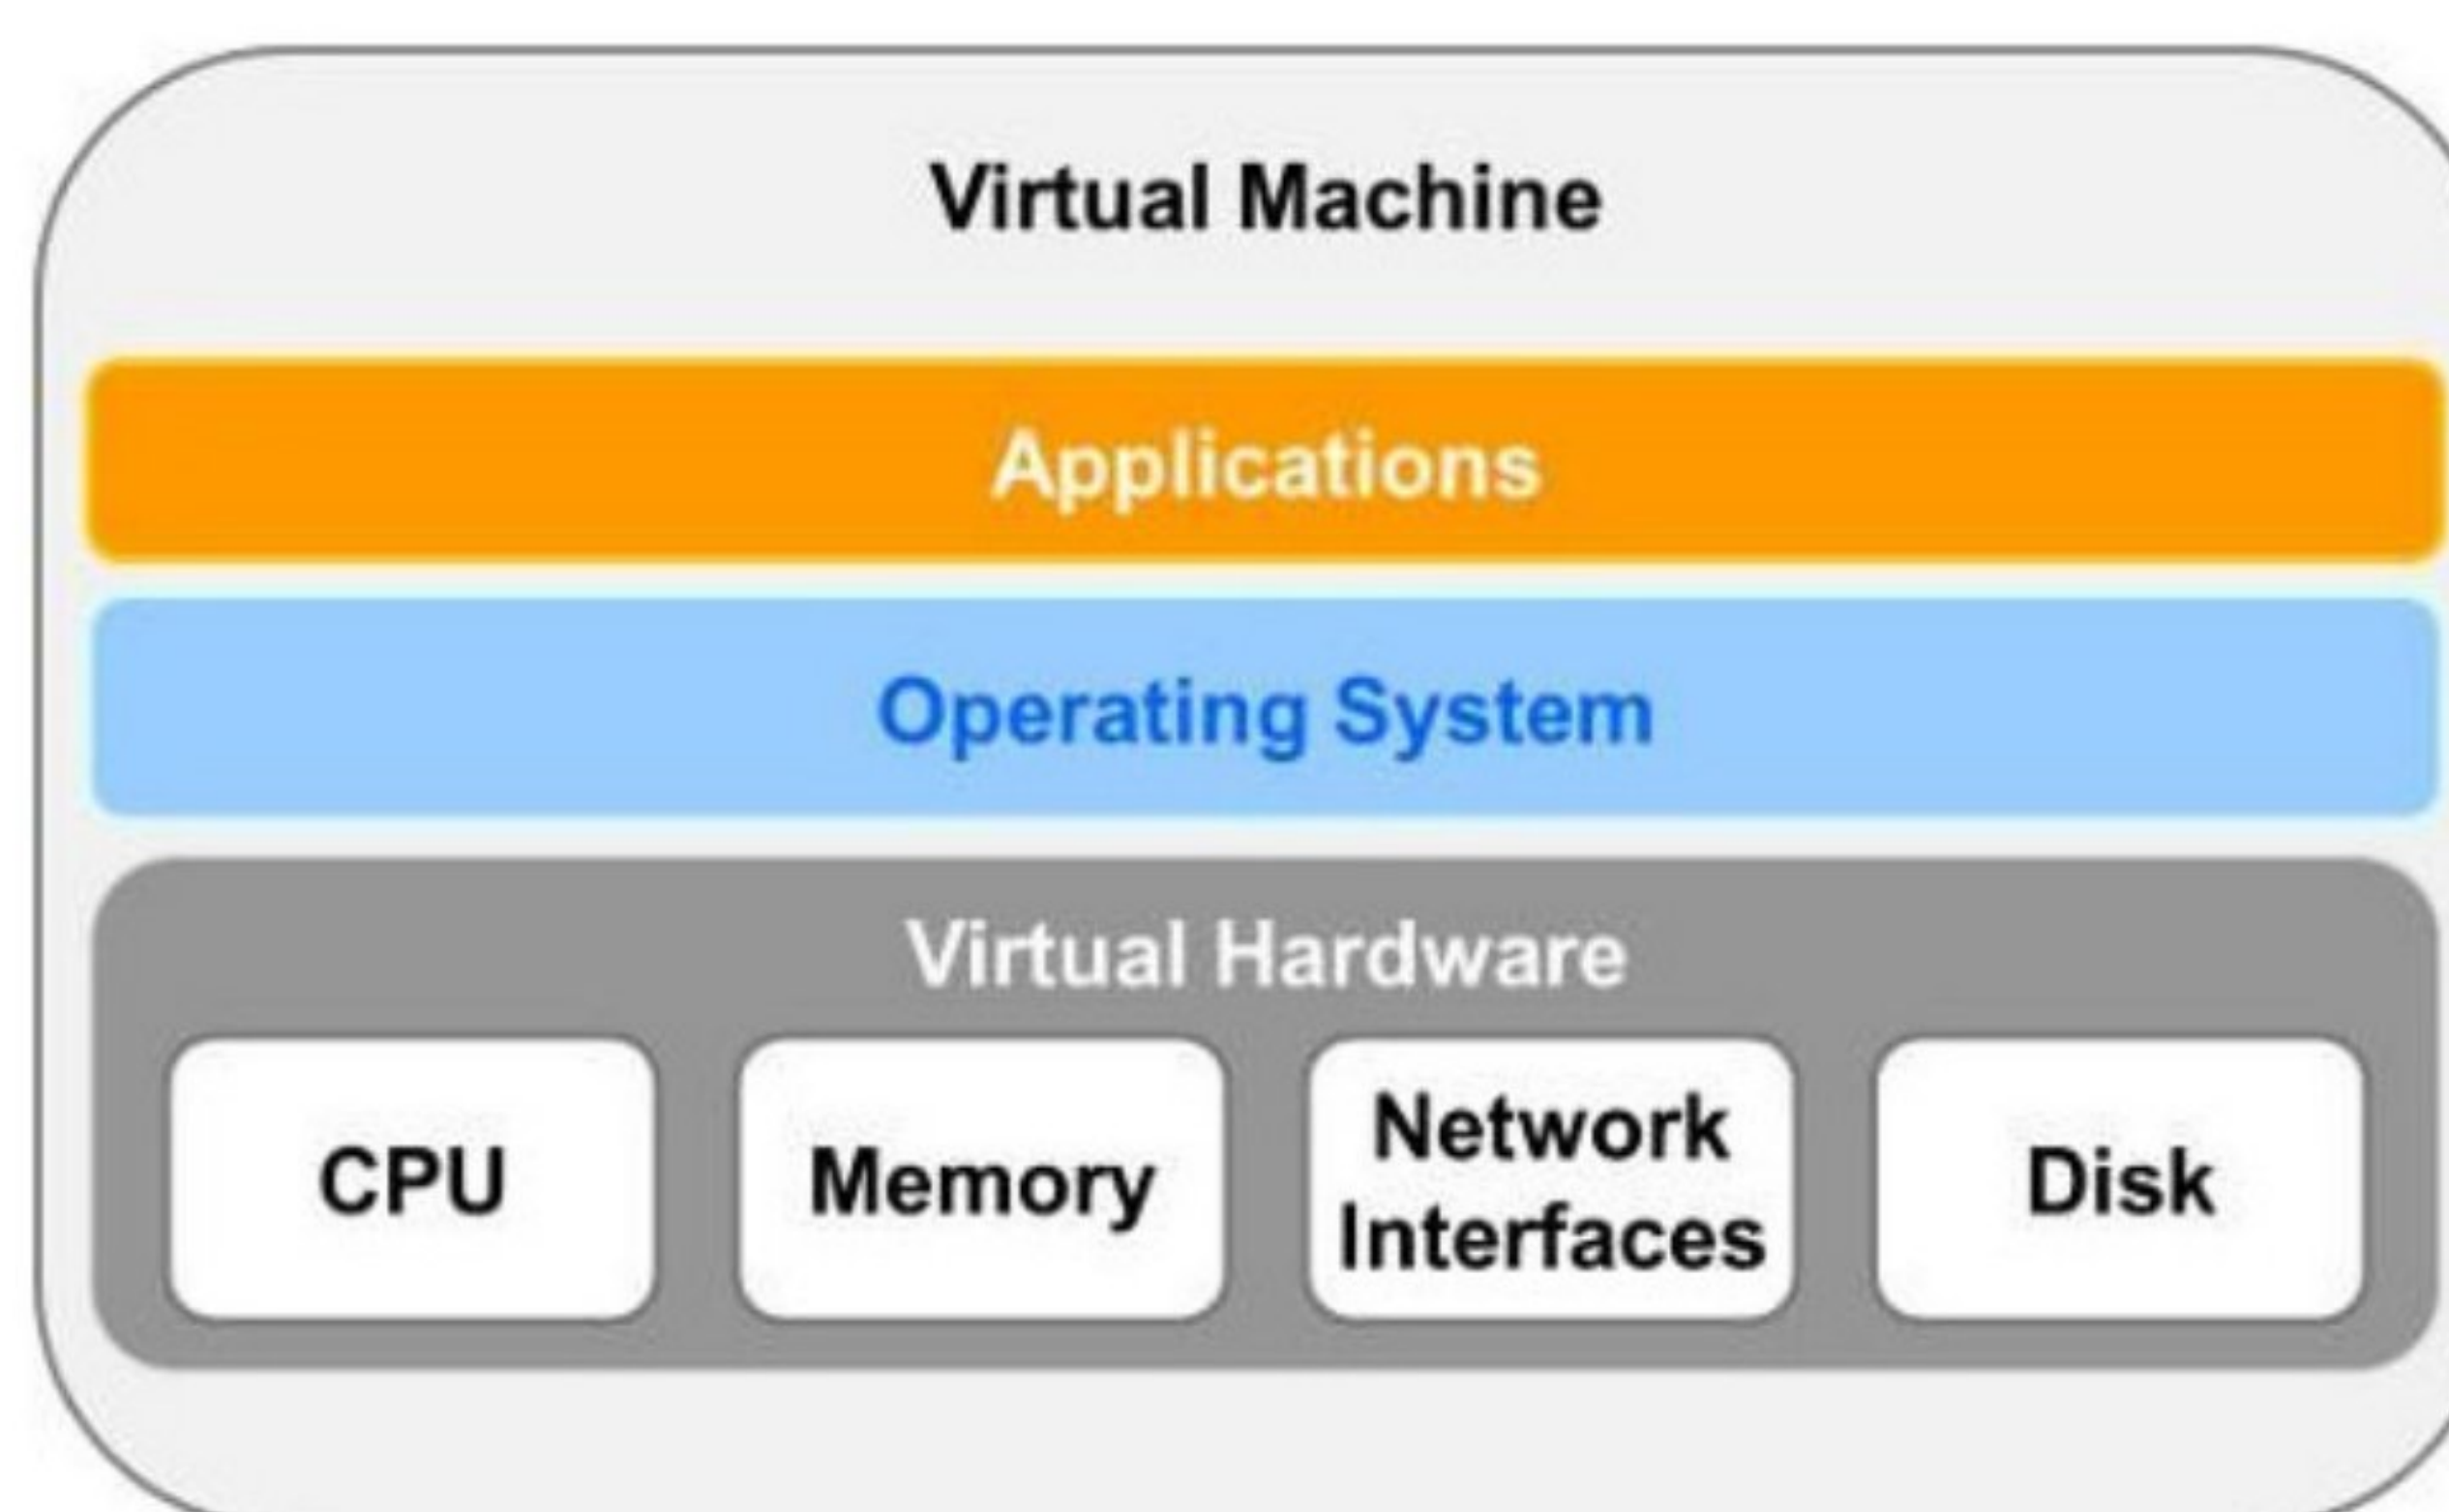 Virtual Machine
Applications
Operating System
Virtual Hardware
CPU
Memory
Network
Interfaces
Disk